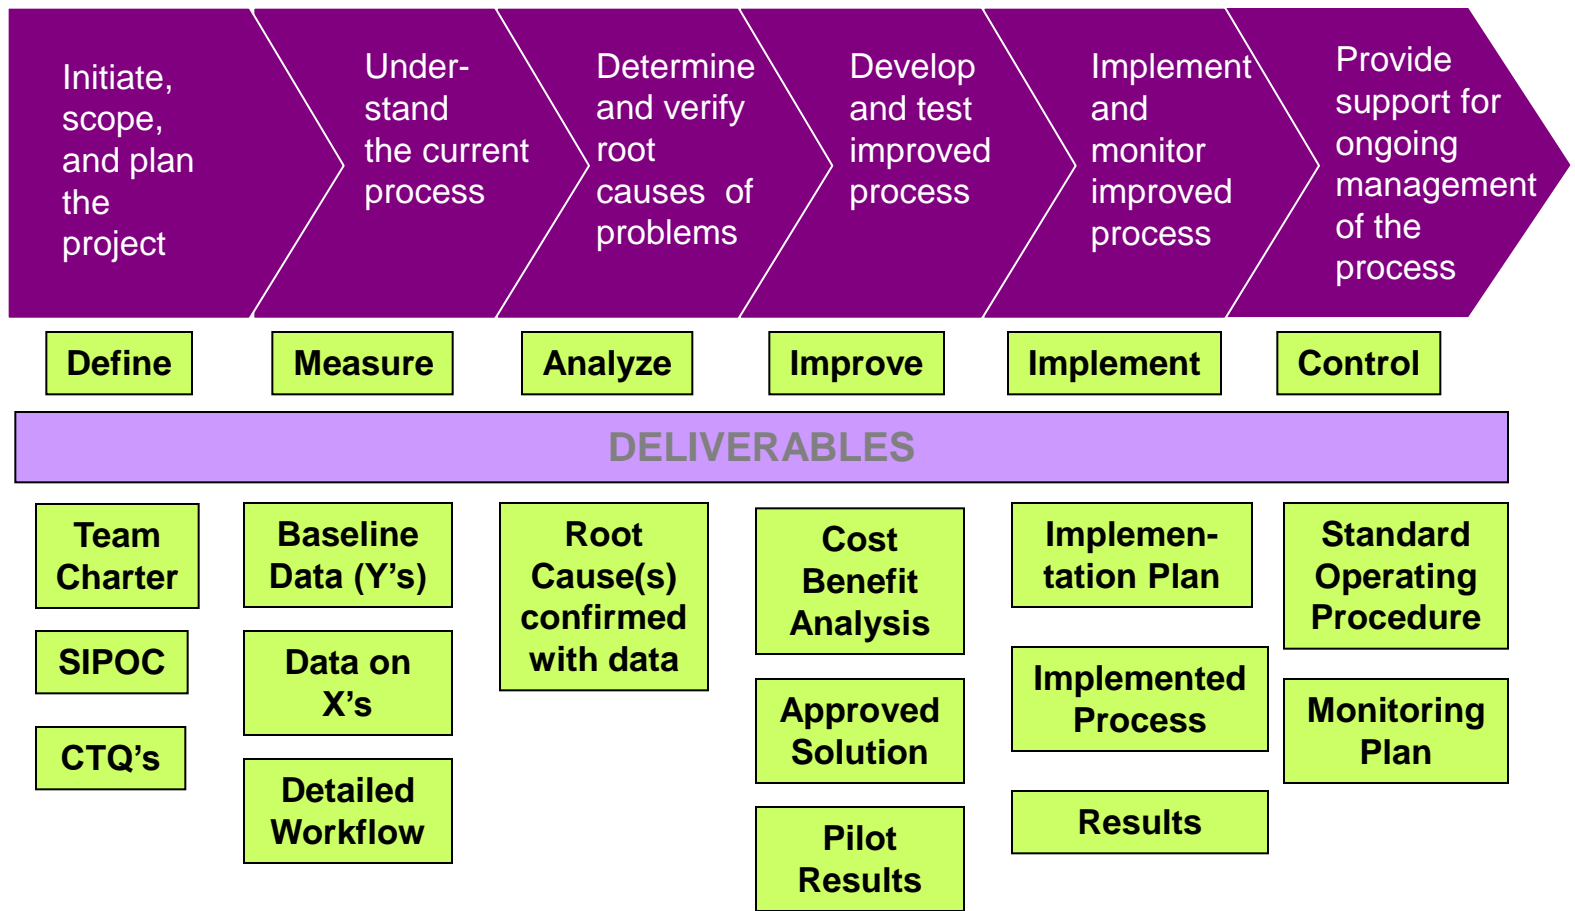 Initiate,
scope,
and plan
the
project
Under-
stand
the current
process
Determine
and verify
root
causes of
problems
Develop
and test
improved
process
Implement
and
monitor
improved
process
Provide
support for
ongoing
management
of the
process
Define
Measure
Analyze
Improve
Implement
Control
DELIVERABLES
Team
Charter
SIPOC
CTQ’s
Baseline
Data (Y’s)
Data on
X’s
Detailed
Workflow
Root
Cause(s)
confirmed
with data
Cost
Benefit
Analysis
Approved
Solution
Pilot
Results
Implemen-
tation Plan
Implemented
Process
Results
Standard
Operating
Procedure
Monitoring
Plan